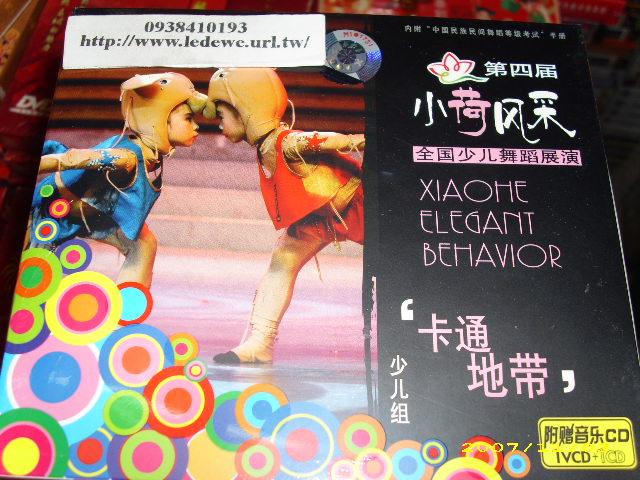 0938410193
http://www.ledewe.url.tw/
内附"中国民族民间舞蹈等级考试"手册
第四届
小荷风采
全国少儿舞蹈展演
XIAOHE
ELEGANT
BEHAVIOR
'卡通
地带'
少儿组
附赠音乐CD
1VCD+1CD